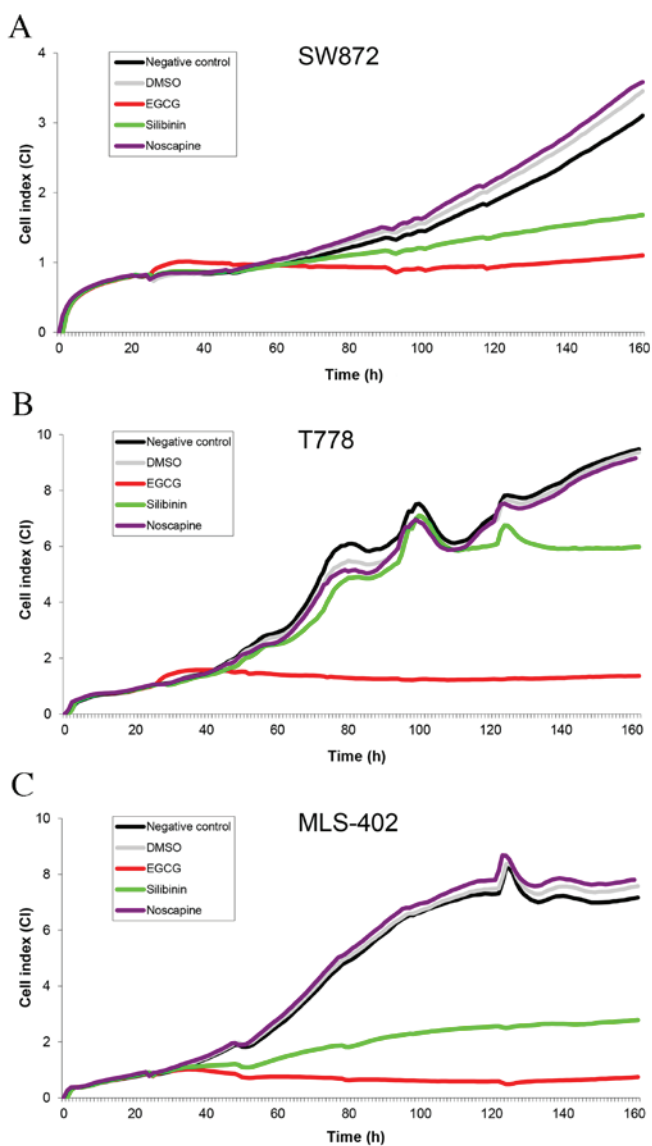 A
SW872
Negative control
DMSO
EGCG
Silibinin
Noscapine
Cell index (CI)
4
3
2
1
0
0 20 40 60 80 100 120 140 160
Time (h)
B
T778
Negative control
DMSO
EGCG
Silibinin
Noscapine
Cell index (CI)
10
8
6
4
2
0
0 20 40 60 80 100 120 140 160
Time (h)
C
MLS-402
Negative control
DMSO
EGCG
Silibinin
Noscapine
Cell index (CI)
10
8
6
4
2
0
0 20 40 60 80 100 120 140 160
Time (h)